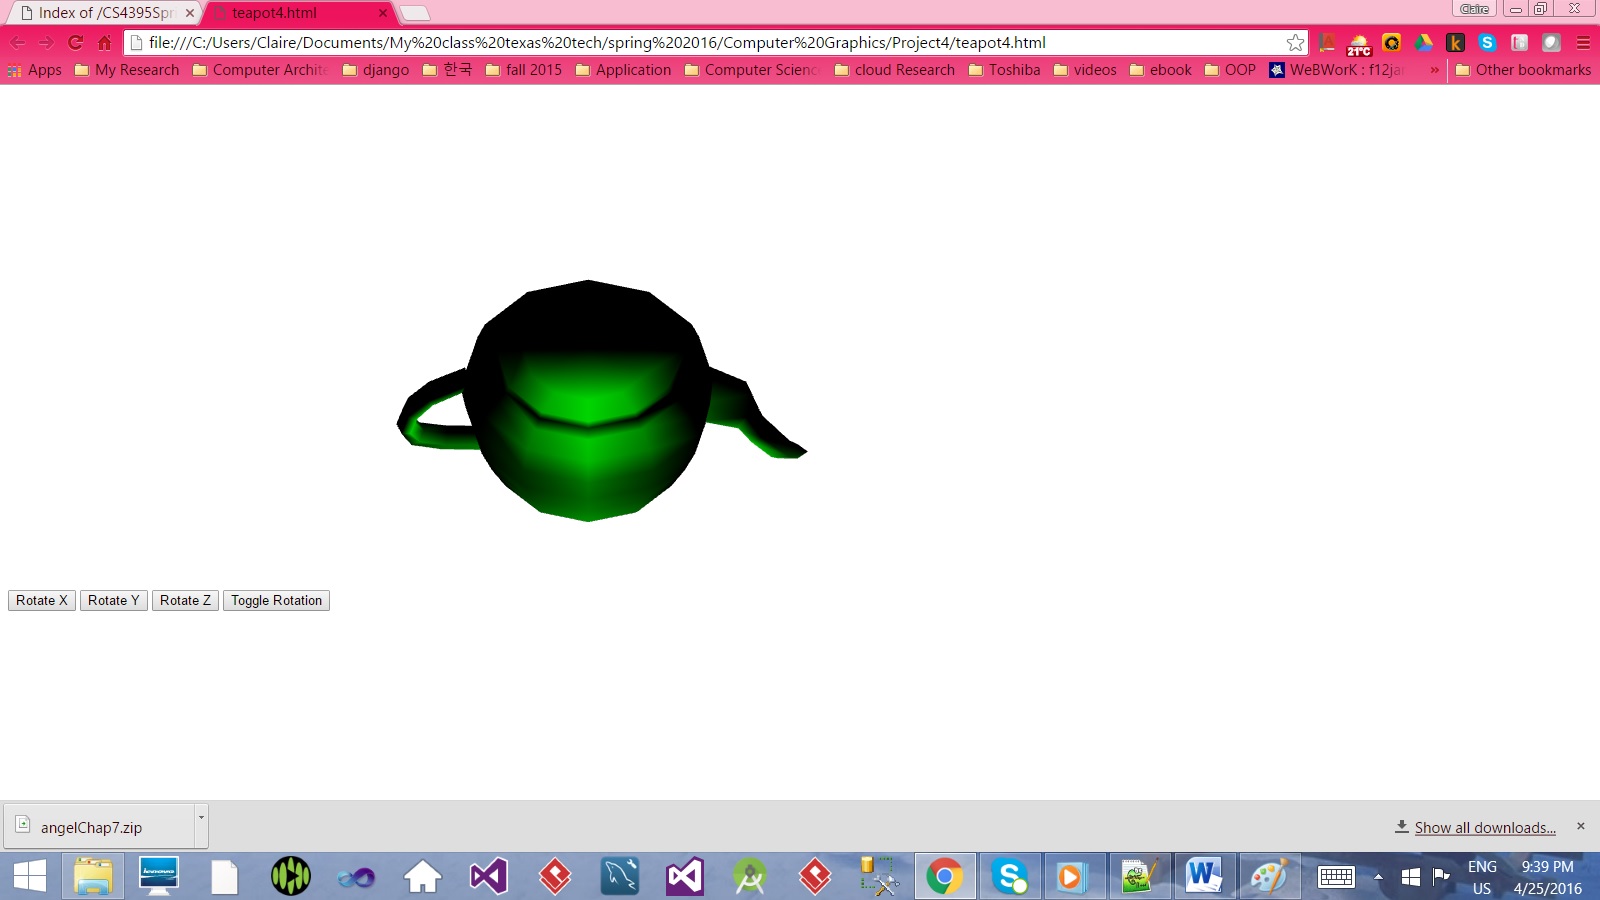 Index of /CS4395Spr
teapot4.html
Claire
file:///C:/Users/Claire/Documents/My%20class%20texas%20tech/spring%202016/Computer%20Graphics/Project4/teapot4.html
21°C
Apps My Research Computer Archite django 한국 fall 2015 Application Computer Scienc cloud Research Toshiba videos ebook OOP WeBWorK : f12ja » Other bookmarks
Rotate X Rotate Y Rotate Z Toggle Rotation
angelChap7.zip
Show all downloads...
ENG 9:39 PM
US 4/25/2016